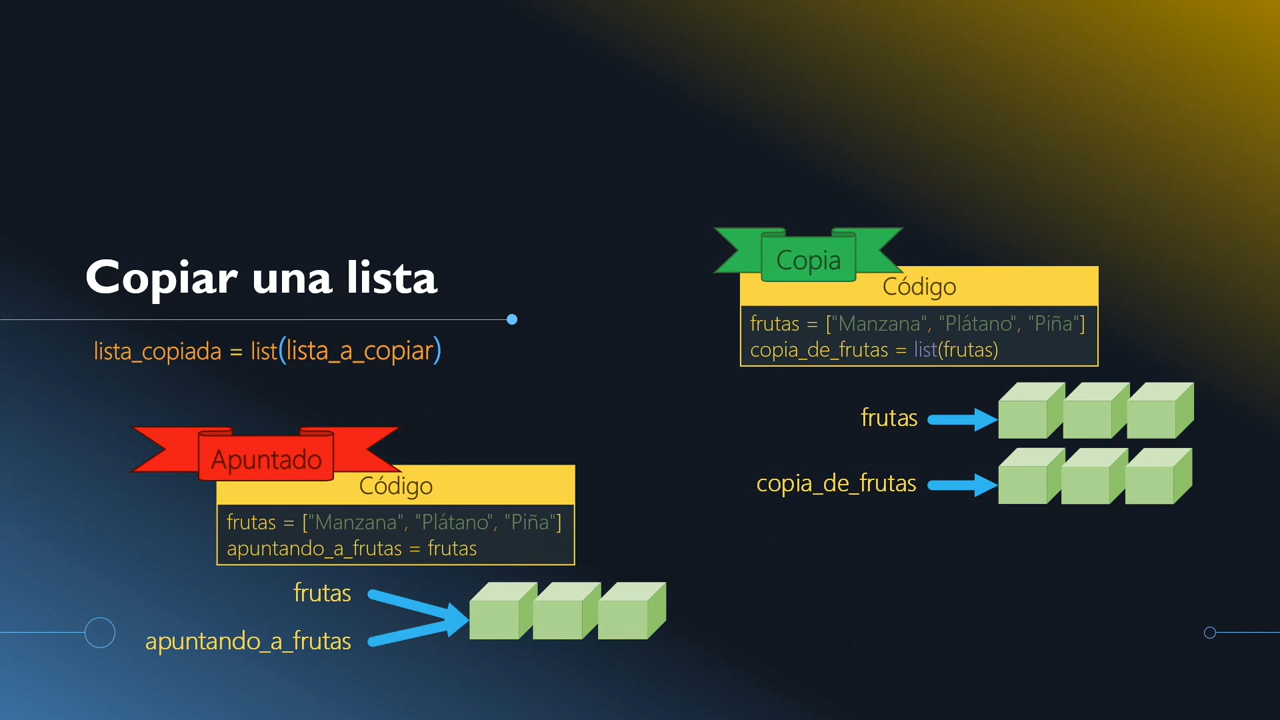 Copiar una lista
lista_copiada = list(lista_a_copiar)
Apuntado
Código
frutas = ["Manzana", "Plátano", "Piña"]
apuntando_a_frutas = frutas
frutas
apuntando_a_frutas
Copia
Código
frutas = ["Manzana", "Plátano", "Piña"]
copia_de_frutas = list(frutas)
frutas
copia_de_frutas